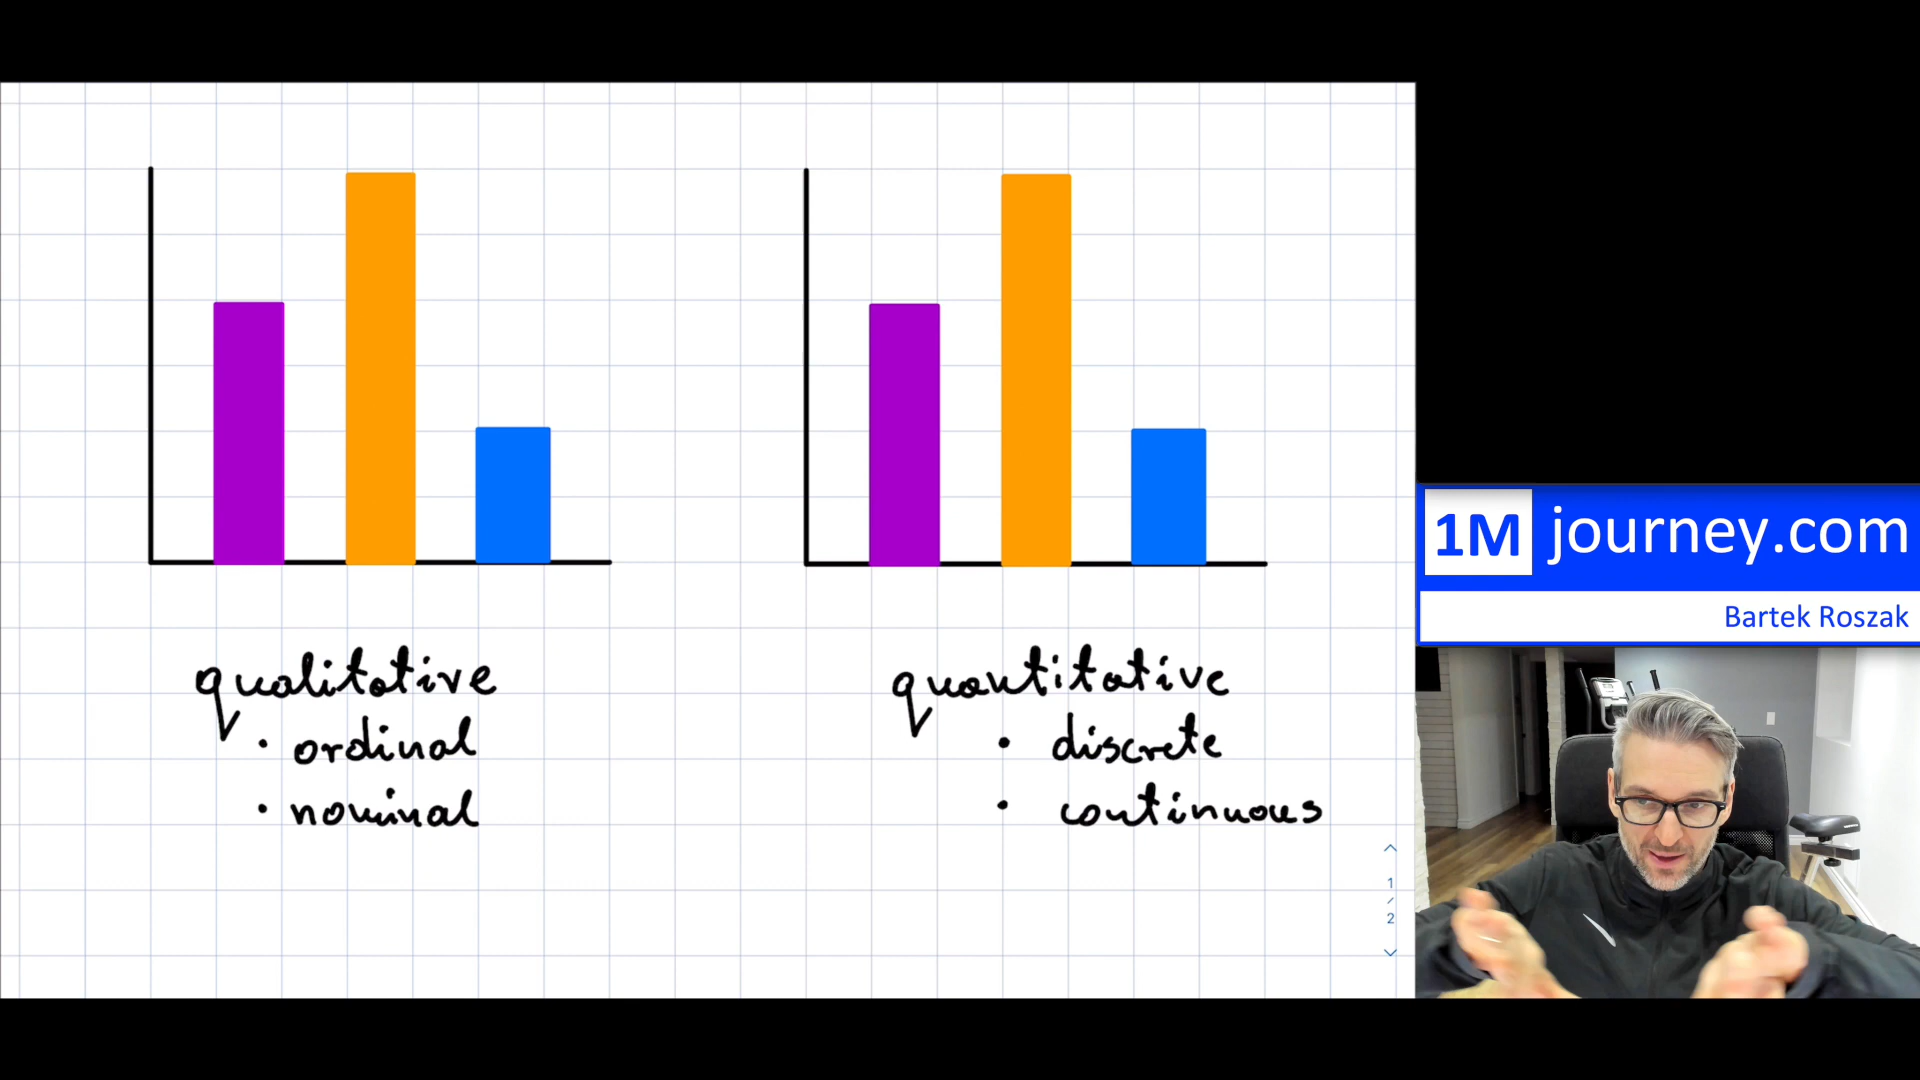 qualitative
• ordinal
• nominal
quantitative
• discrete
• continuous
1
/
2
1M journey.com
Bartek Roszak